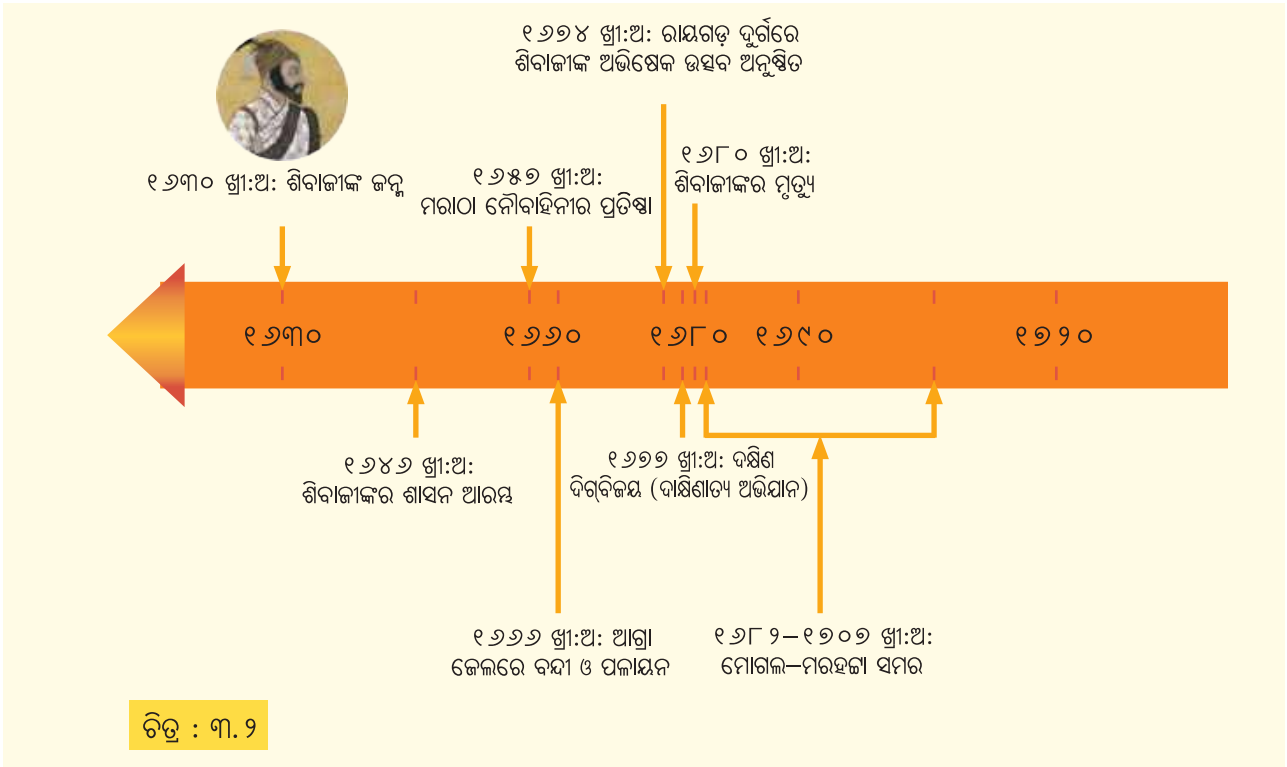 ୧୬୭୪ ଖ୍ରୀ:ଅ: ରାୟଗଡ଼ ଦୁର୍ଗରେ
ଶିବାଜୀଙ୍କ ଅଭିଷେକ ଉତ୍ସବ ଅନୁଷ୍ଠିତ
୧୬୩୦ ଖ୍ରୀ:ଅ: ଶିବାଜୀଙ୍କ ଜନ୍ମ
୧୬୫୭ ଖ୍ରୀ:ଅ:
ମରାଠା ନୌବାହିନୀର ପ୍ରତିଷ୍ଠା
୧୬୮୦ ଖ୍ରୀ:ଅ:
ଶିବାଜୀଙ୍କର ମୃତ୍ୟୁ
୧୬୩୦ ୧୬୬୦ ୧୬୮୦ ୧୬୯୦ ୧୭୨୦
୧୬୪୬ ଖ୍ରୀ:ଅ:
ଶିବାଜୀଙ୍କର ଶାସନ ଆରମ୍ଭ
୧୬୭୭ ଖ୍ରୀ:ଅ: ଦକ୍ଷିଣ
ଦିଗ୍‌ବିଜୟ (ଦାକ୍ଷିଣାତ୍ୟ ଅଭିଯାନ)
୧୬୬୬ ଖ୍ରୀ:ଅ: ଆଗ୍ରା
ଜେଲରେ ବନ୍ଦୀ ଓ ପଳାୟନ
୧୬୮୨–୧୭୦୭ ଖ୍ରୀ:ଅ:
ମୋଗଲ–ମରହଟ୍ଟା ସମର
ଚିତ୍ର : ୩.୨